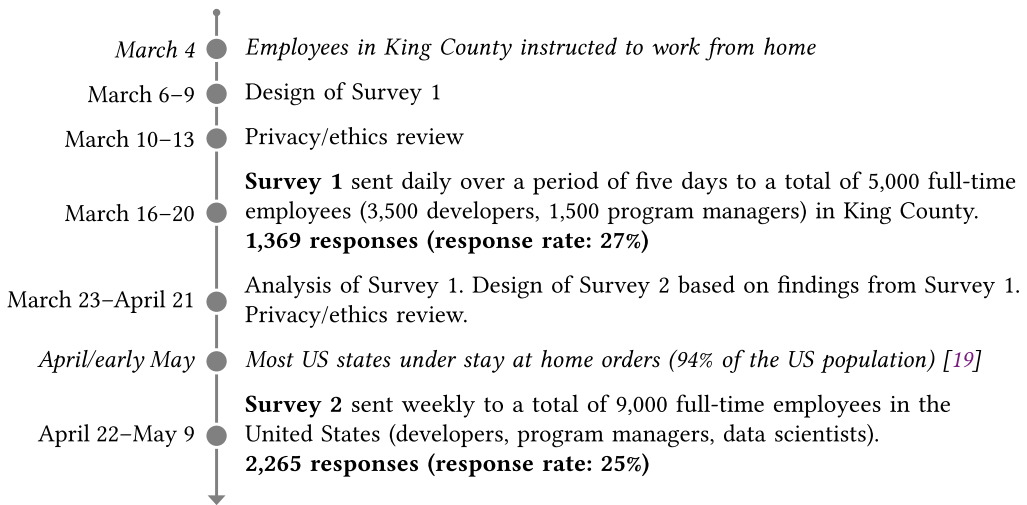 March 4 Employees in King County instructed to work from home
March 6–9 Design of Survey 1
March 10–13 Privacy/ethics review
Survey 1 sent daily over a period of five days to a total of 5,000 full-time
March 16–20 employees (3,500 developers, 1,500 program managers) in King County.
1,369 responses (response rate: 27%)
Analysis of Survey 1. Design of Survey 2 based on findings from Survey 1.
March 23–April 21
Privacy/ethics review.
April/early May Most US states under stay at home orders (94% of the US population) [19]
Survey 2 sent weekly to a total of 9,000 full-time employees in the
April 22–May 9 United States (developers, program managers, data scientists).
2,265 responses (response rate: 25%)